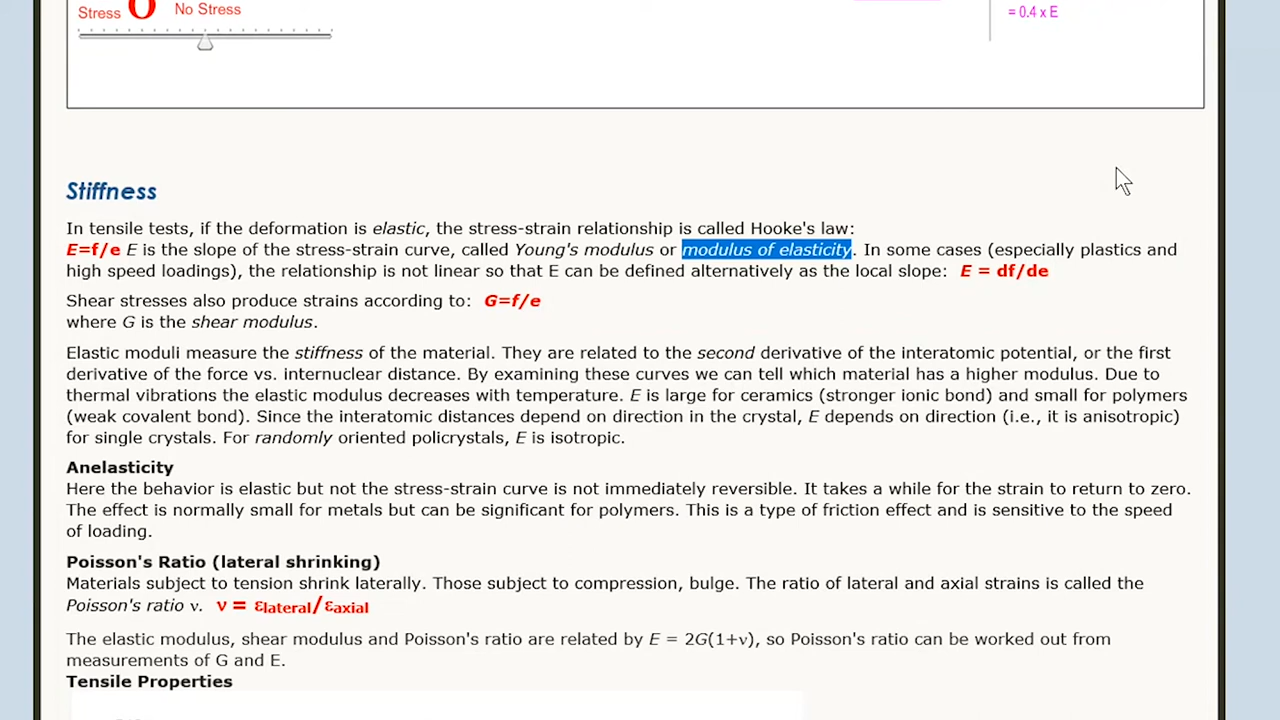 Stress O No Stress
= 0.4 x E
Stiffness
In tensile tests, if the deformation is elastic, the stress-strain relationship is called Hooke's law:
E=f/e E is the slope of the stress-strain curve, called Young's modulus or modulus of elasticity. In some cases (especially plastics and
high speed loadings), the relationship is not linear so that E can be defined alternatively as the local slope: E = df/de
Shear stresses also produce strains according to: G=f/e
where G is the shear modulus.
Elastic moduli measure the stiffness of the material. They are related to the second derivative of the interatomic potential, or the first
derivative of the force vs. internuclear distance. By examining these curves we can tell which material has a higher modulus. Due to
thermal vibrations the elastic modulus decreases with temperature. E is large for ceramics (stronger ionic bond) and small for polymers
(weak covalent bond). Since the interatomic distances depend on direction in the crystal, E depends on direction (i.e., it is anisotropic)
for single crystals. For randomly oriented policrystals, E is isotropic.
Anelasticity
Here the behavior is elastic but not the stress-strain curve is not immediately reversible. It takes a while for the strain to return to zero.
The effect is normally small for metals but can be significant for polymers. This is a type of friction effect and is sensitive to the speed
of loading.
Poisson's Ratio (lateral shrinking)
Materials subject to tension shrink laterally. Those subject to compression, bulge. The ratio of lateral and axial strains is called the
Poisson's ratio ν. ν = εlateral/εaxial
The elastic modulus, shear modulus and Poisson's ratio are related by E = 2G(1+ν), so Poisson's ratio can be worked out from
measurements of G and E.
Tensile Properties